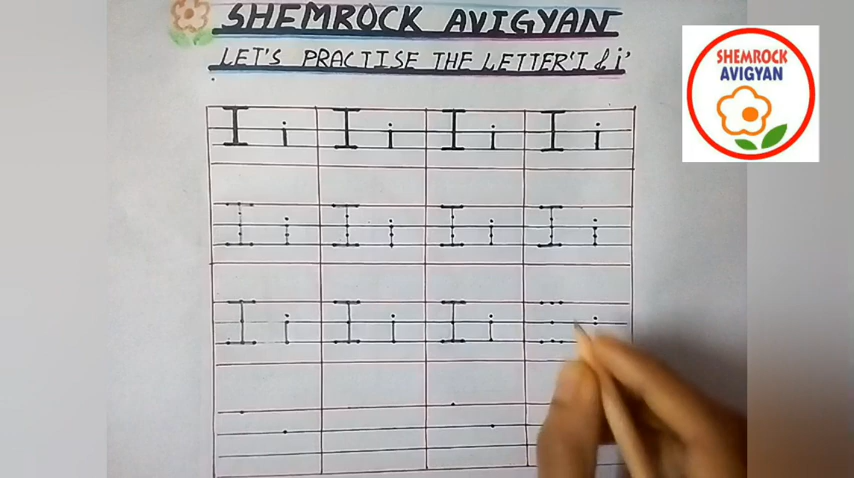 SHEMROCK AVIGYAN
LET'S PRACTISE THE LETTER'I & i'
SHEMROCK
AVIGYAN
I i I i I i I i
I i I i I i I i
I i I i I i